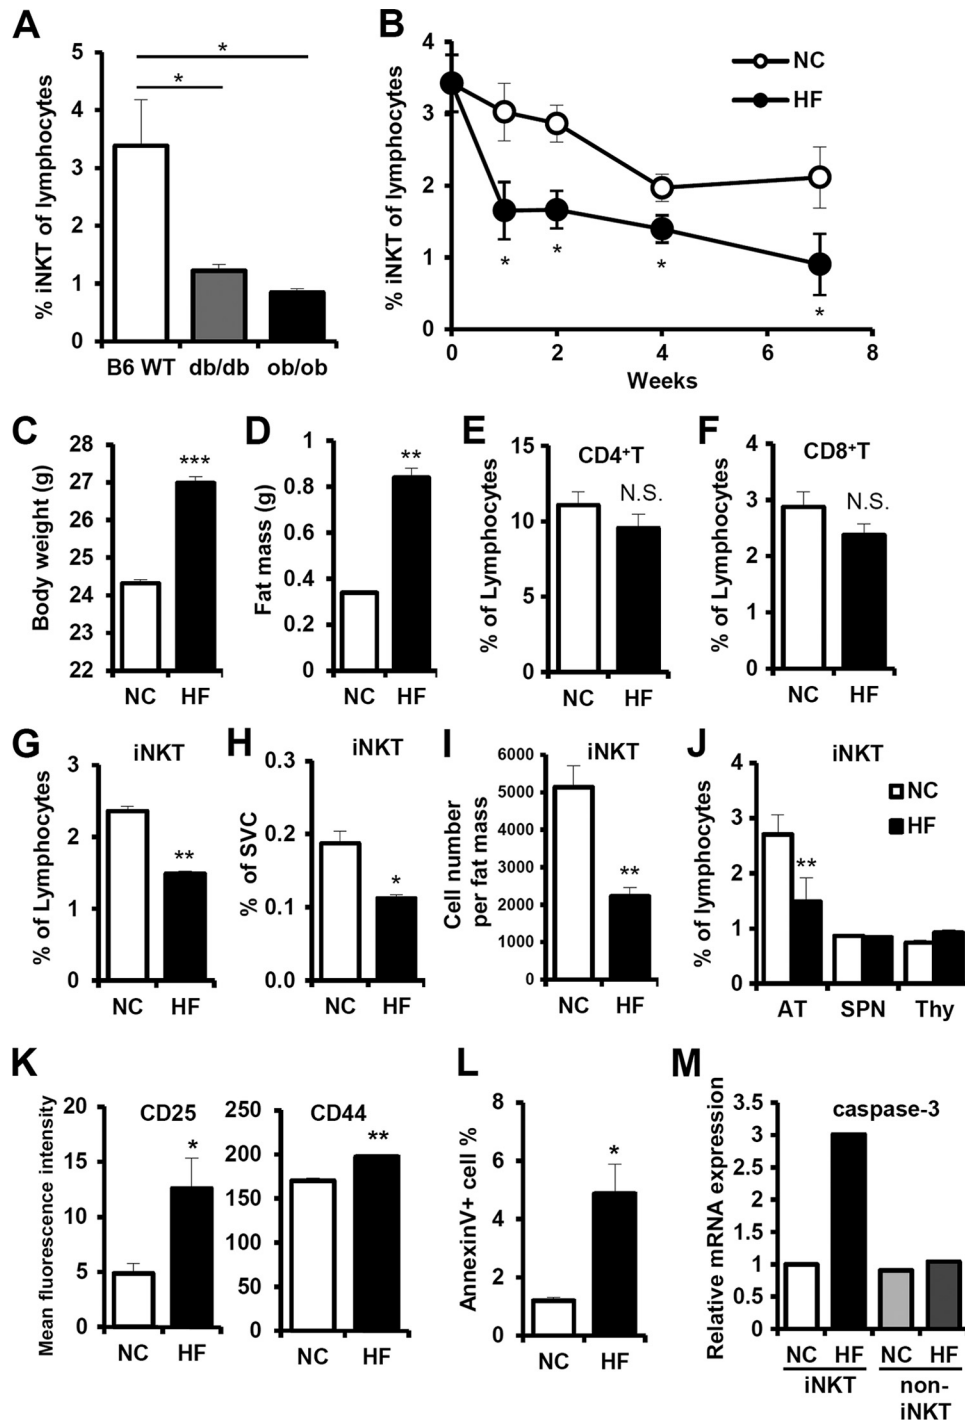 A
*
*
% iNKT of lymphocytes
5
4
3
2
1
0
B6 WT db/db ob/ob
B
% iNKT of lymphocytes
4
3
2
1
0
NC
HF
*
*
*
*
0 2 4 6 8
Weeks
C
Body weight (g)
28
27
26
25
24
23
22
***
NC HF
D
Fat mass (g)
1
0.8
0.6
0.4
0.2
0
**
NC HF
E
% of Lymphocytes
15
10
5
0
CD4+T
N.S.
NC HF
F
% of Lymphocytes
4
3
2
1
0
CD8+T
N.S.
NC HF
G
iNKT
% of Lymphocytes
3
2
1
0
**
NC HF
H
iNKT
% of SVC
0.3
0.2
0.1
0.0
*
NC HF
I
iNKT
Cell number
per fat mass
6000
5000
4000
3000
2000
1000
0
**
NC HF
J
iNKT
% of lymphocytes
4
3
2
1
0
NC
HF
**
AT SPN Thy
K
Mean fluorescence intensity
20
15
10
5
0
CD25
*
NC HF
250
200
150
100
50
0
CD44
**
NC HF
L
AnnexinV+ cell %
8
6
4
2
0
*
NC HF
M
Relative mRNA expression
3.5
3
2.5
2
1.5
1
0.5
0
caspase-3
NC HF NC HF
iNKT non-
iNKT